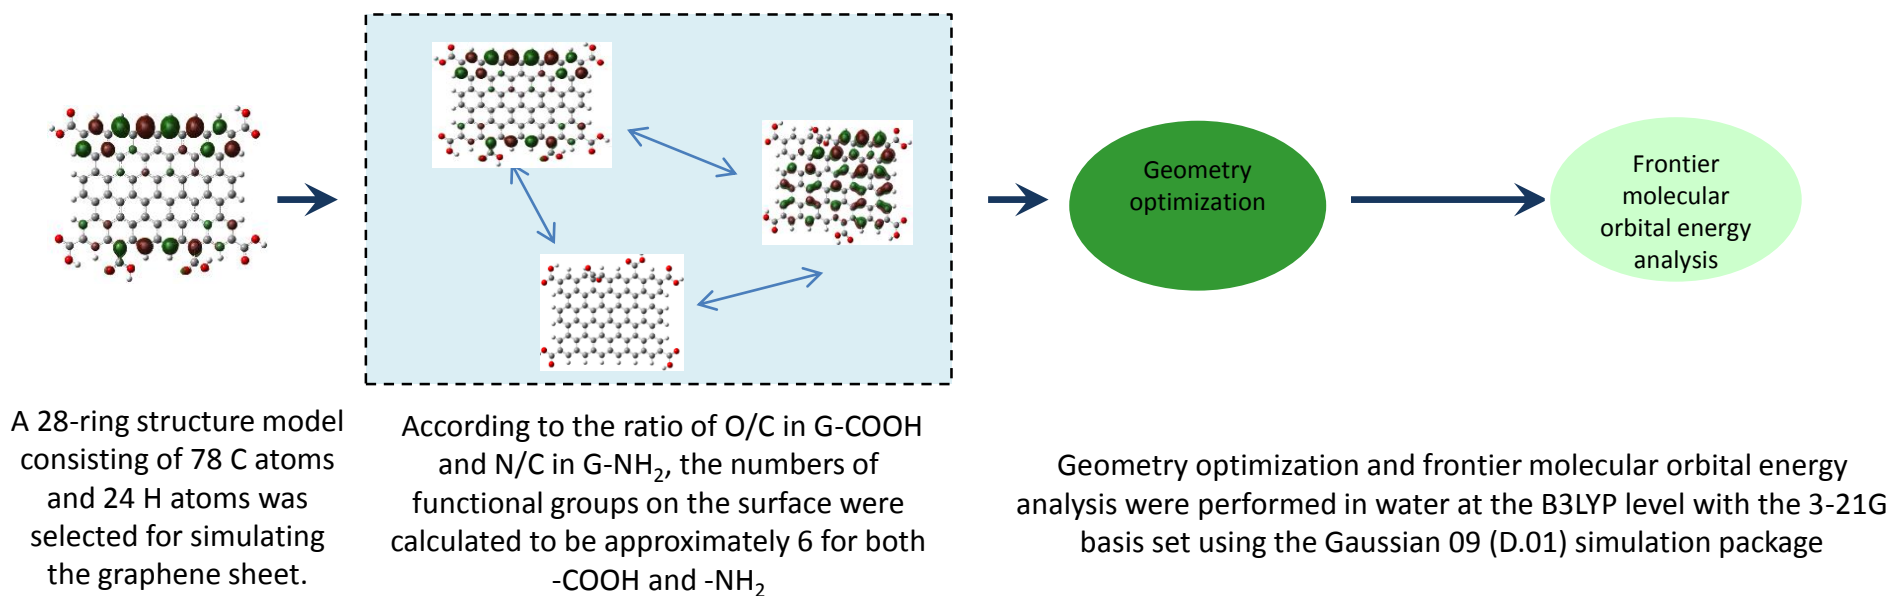 Geometry
optimization
Frontier
molecular
orbital energy
analysis
A 28-ring structure model
consisting of 78 C atoms
and 24 H atoms was
selected for simulating
the graphene sheet.
According to the ratio of O/C in G-COOH
and N/C in G-NH₂, the numbers of
functional groups on the surface were
calculated to be approximately 6 for both
-COOH and -NH₂
Geometry optimization and frontier molecular orbital energy
analysis were performed in water at the B3LYP level with the 3-21G
basis set using the Gaussian 09 (D.01) simulation package